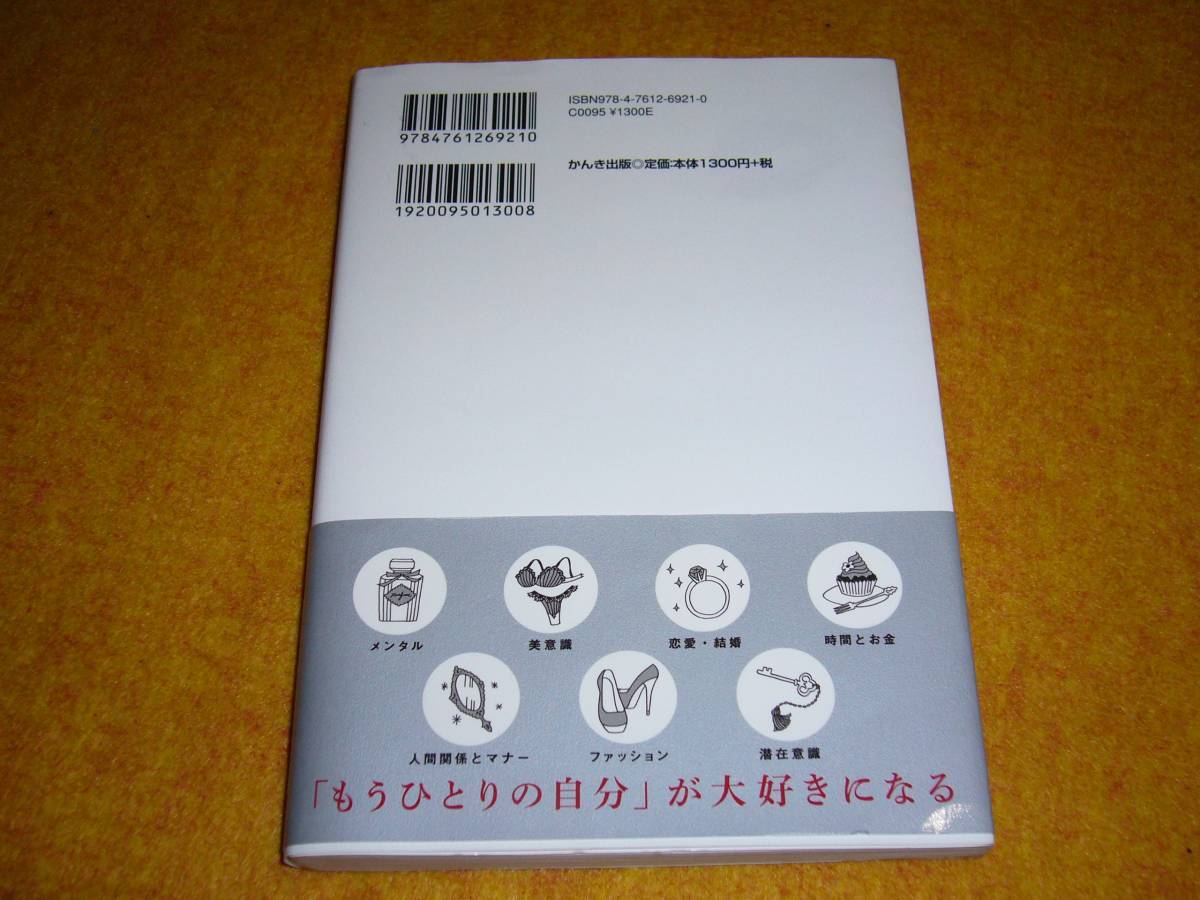 ISBN978-4-7612-6921-0
C0095 ¥1300E
9784761269210
かんき出版◎定価:本体1300円+税
1920095013008
メンタル
美意識
恋愛・結婚
時間とお金
人間関係とマナー
ファッション
潜在意識
「もうひとりの自分」が大好きになる